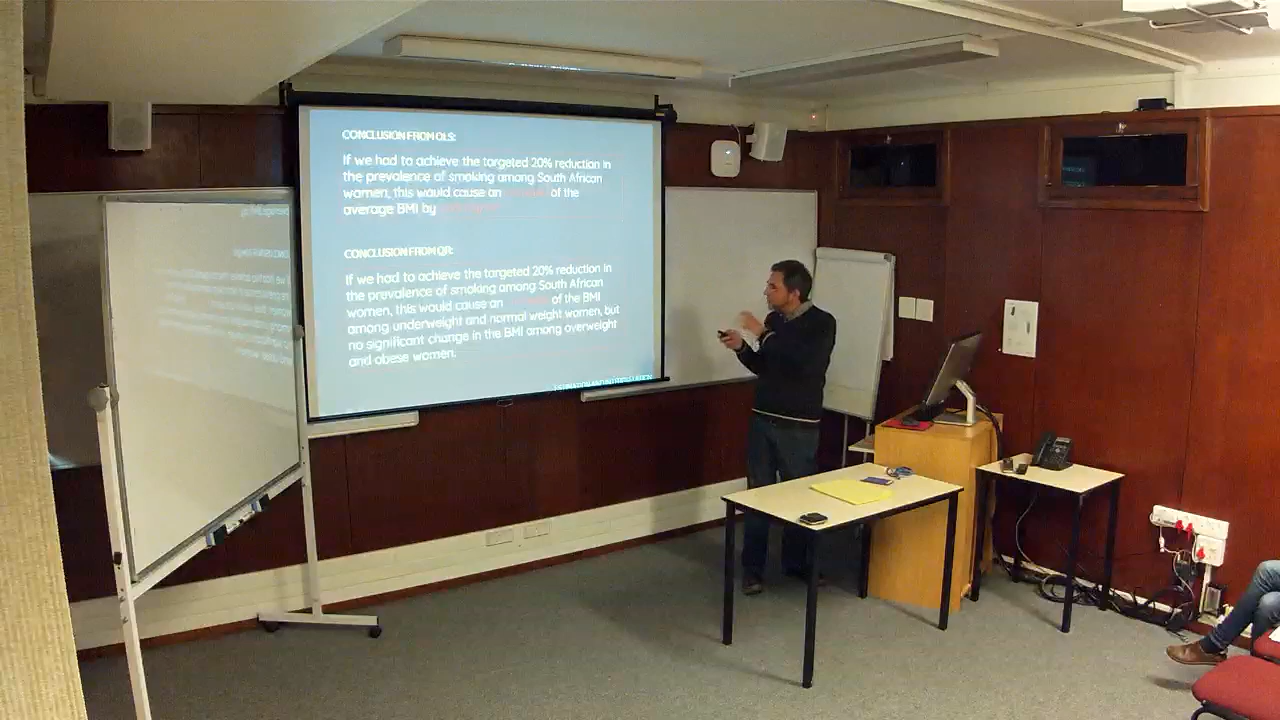 CONCLUSION FROM OLS:
If we had to achieve the targeted 20% reduction in
the prevalence of smoking among South African
women, this would cause an of the
average BMI by
CONCLUSION FROM QR:
If we had to achieve the targeted 20% reduction in
the prevalence of smoking among South African
women, this would cause an of the BMI
among underweight and normal weight women, but
no significant change in the BMI among overweight
and obese women.